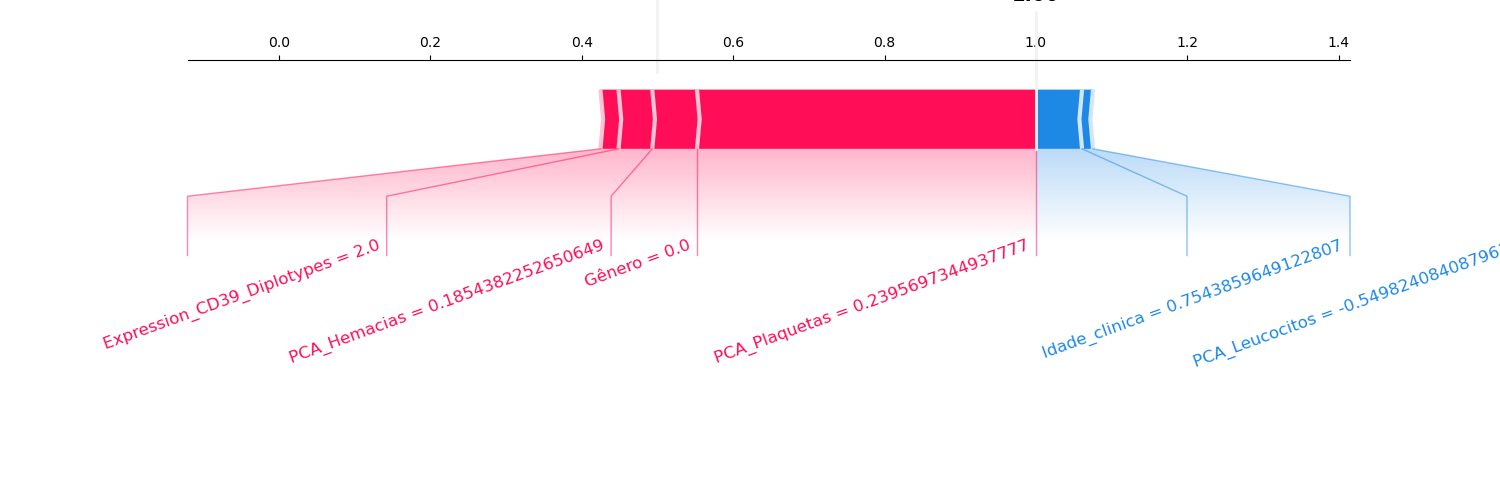 0.0 0.2 0.4 0.6 0.8 1.0 1.2 1.4
Expression_CD39_Diplotypes = 2.0
PCA_Hemacias = 0.1854382252650649
Gênero = 0.0
PCA_Plaquetas = 0.2395697344937777
Idade_clinica = 0.7543859649122807
PCA_Leucocitos =